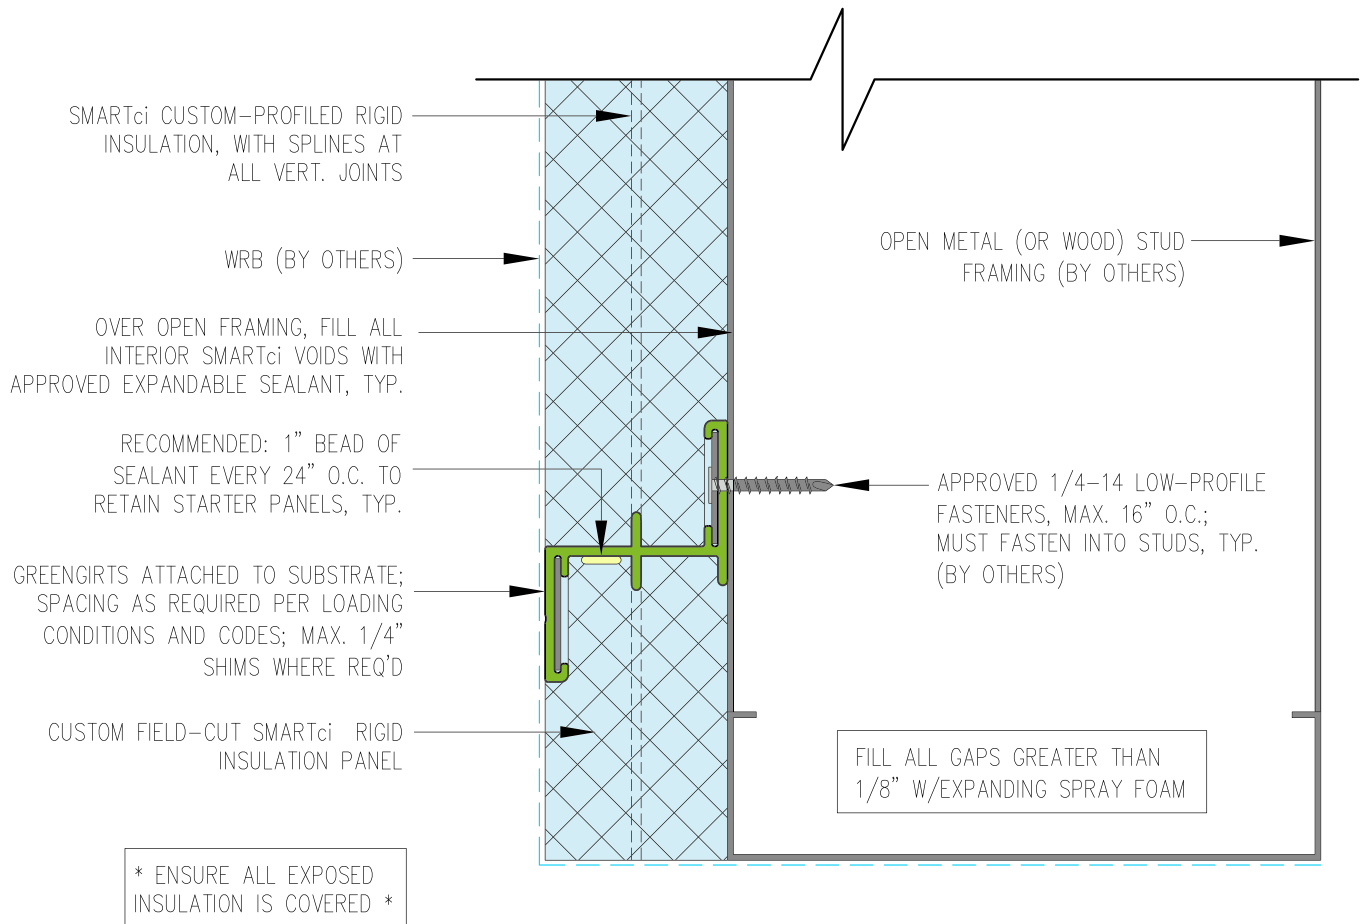 SMARTci CUSTOM-PROFILED RIGID
INSULATION, WITH SPLINES AT
ALL VERT. JOINTS
WRB (BY OTHERS)
OVER OPEN FRAMING, FILL ALL
INTERIOR SMARTci VOIDS WITH
APPROVED EXPANDABLE SEALANT, TYP.
RECOMMENDED: 1" BEAD OF
SEALANT EVERY 24" O.C. TO
RETAIN STARTER PANELS, TYP.
GREENGIRTS ATTACHED TO SUBSTRATE;
SPACING AS REQUIRED PER LOADING
CONDITIONS AND CODES; MAX. 1/4"
SHIMS WHERE REQ'D
CUSTOM FIELD-CUT SMARTci RIGID
INSULATION PANEL
* ENSURE ALL EXPOSED
INSULATION IS COVERED *
OPEN METAL (OR WOOD) STUD
FRAMING (BY OTHERS)
APPROVED 1/4-14 LOW-PROFILE
FASTENERS, MAX. 16" O.C.;
MUST FASTEN INTO STUDS, TYP.
(BY OTHERS)
FILL ALL GAPS GREATER THAN
1/8" W/EXPANDING SPRAY FOAM